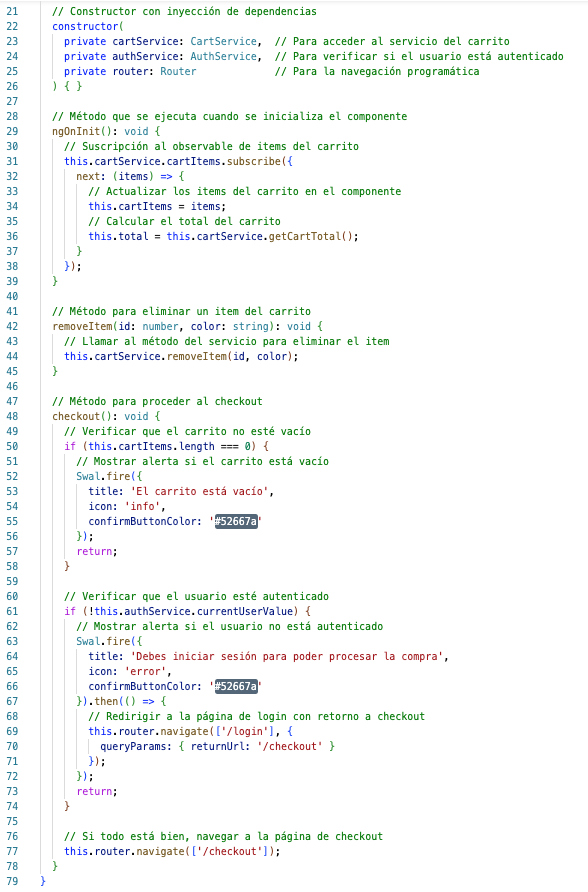 21 // Constructor con inyección de dependencias
22 constructor(
23 private cartService: CartService, // Para acceder al servicio del carrito
24 private authService: AuthService, // Para verificar si el usuario está autenticado
25 private router: Router // Para la navegación programática
26 ) { }
27
28 // Método que se ejecuta cuando se inicializa el componente
29 ngOnInit(): void {
30 // Suscripción al observable de items del carrito
31 this.cartService.cartItems.subscribe({
32 next: (items) => {
33 // Actualizar los items del carrito en el componente
34 this.cartItems = items;
35 // Calcular el total del carrito
36 this.total = this.cartService.getCartTotal();
37 }
38 });
39 }
40
41 // Método para eliminar un item del carrito
42 removeItem(id: number, color: string): void {
43 // Llamar al método del servicio para eliminar el item
44 this.cartService.removeItem(id, color);
45 }
46
47 // Método para proceder al checkout
48 checkout(): void {
49 // Verificar que el carrito no esté vacío
50 if (this.cartItems.length === 0) {
51 // Mostrar alerta si el carrito está vacío
52 Swal.fire({
53 title: 'El carrito está vacío',
54 icon: 'info',
55 confirmButtonColor: '#52667a'
56 });
57 return;
58 }
59
60 // Verificar que el usuario esté autenticado
61 if (!this.authService.currentUserValue) {
62 // Mostrar alerta si el usuario no está autenticado
63 Swal.fire({
64 title: 'Debes iniciar sesión para poder procesar la compra',
65 icon: 'error',
66 confirmButtonColor: '#52667a'
67 }).then(() => {
68 // Redirigir a la página de login con retorno a checkout
69 this.router.navigate(['/login'], {
70 queryParams: { returnUrl: '/checkout' }
71 });
72 });
73 return;
74 }
75
76 // Si todo está bien, navegar a la página de checkout
77 this.router.navigate(['/checkout']);
78 }
79 }